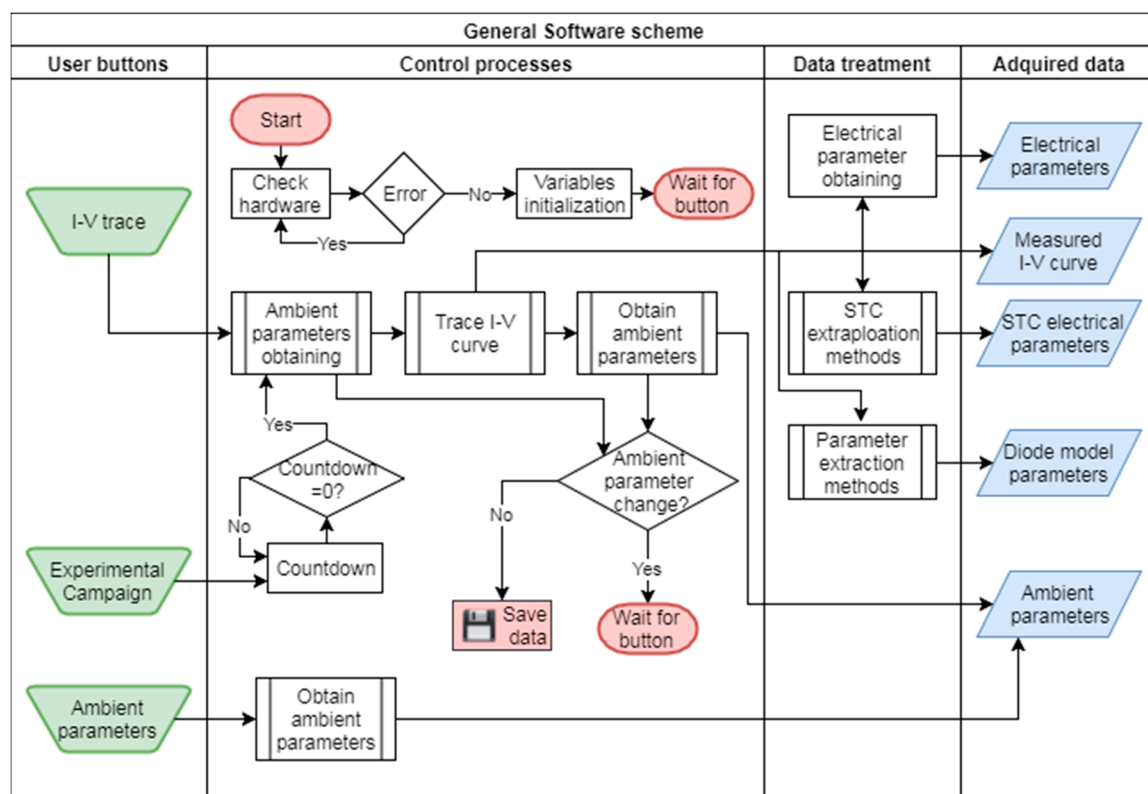 General Software scheme
User buttons
Control processes
Data treatment
Adquired data
Start
Check
hardware
Error
No
Yes
Variables
initialization
Wait for
button
Electrical
parameter
obtaining
Electrical
parameters
I-V trace
Measured
I-V curve
Ambient
parameters
obtaining
Trace I-V
curve
Obtain
ambient
parameters
STC
extraploation
methods
STC electrical
parameters
Yes
Countdown
=0?
No
Ambient
parameter
change?
Parameter
extraction
methods
Diode model
parameters
No
Yes
Experimental
Campaign
Countdown
Save
data
Wait for
button
Ambient
parameters
Ambient
parameters
Obtain
ambient
parameters